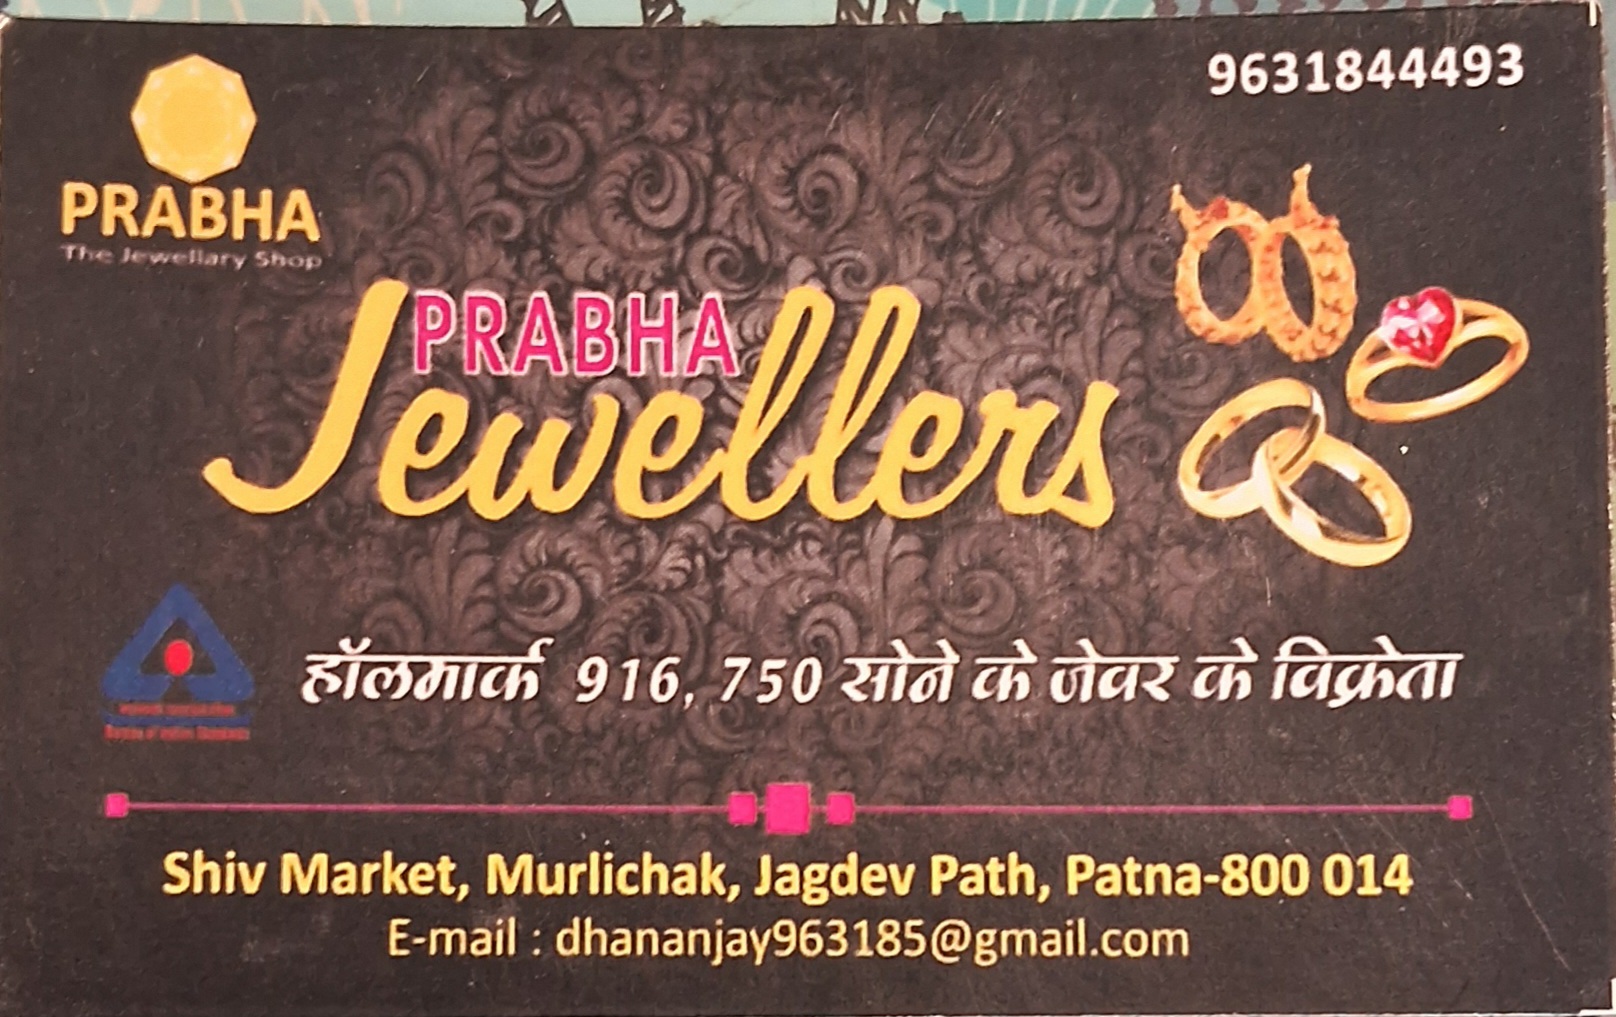 9631844493
PRABHA
The Jewellary Shop
PRABHA
Jewellers
हॉलमार्क 916, 750 सोने के जेवर के विक्रेता
Shiv Market, Murlichak, Jagdev Path, Patna-800 014
E-mail : dhananjay963185@gmail.com